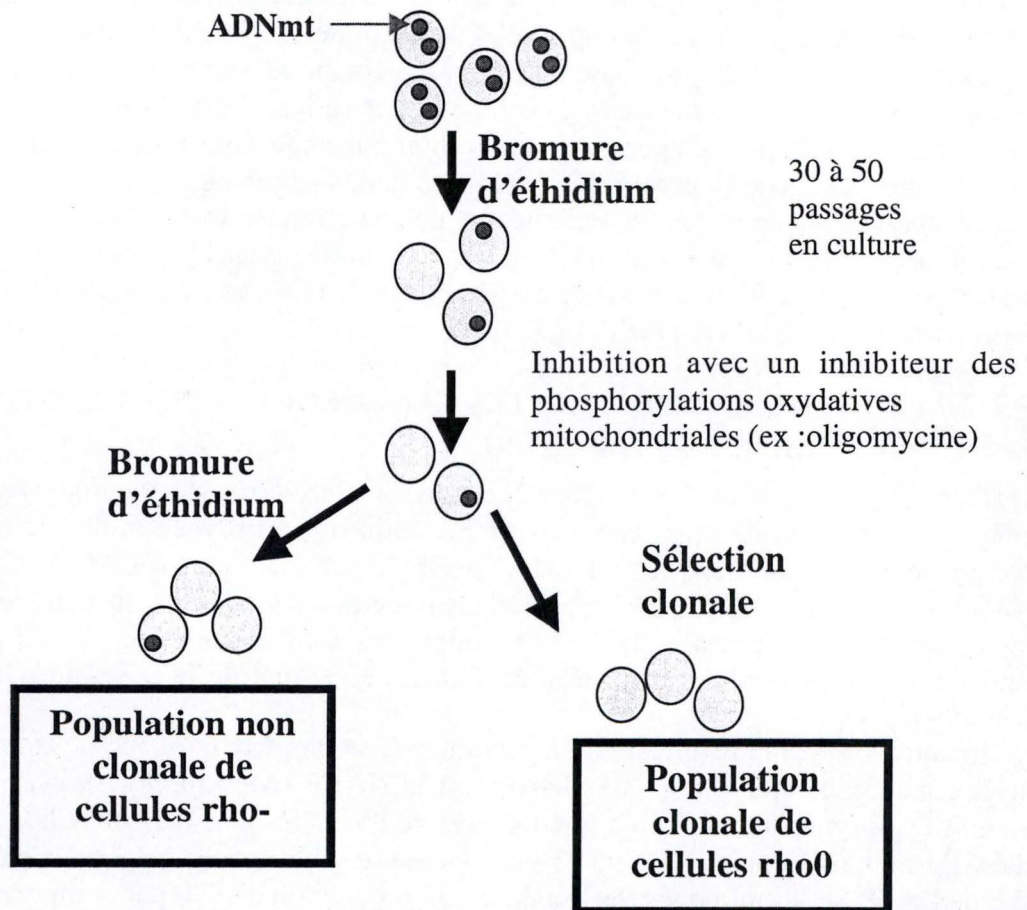 ADNmt
Bromure
d'éthidium
30 à 50
passages
en culture
Inhibition avec un inhibiteur des
phosphorylations oxydatives
mitochondriales (ex :oligomycine)
Bromure
d'éthidium
Sélection
clonale
Population non
clonale de
cellules rho-
Population
clonale de
cellules rho0